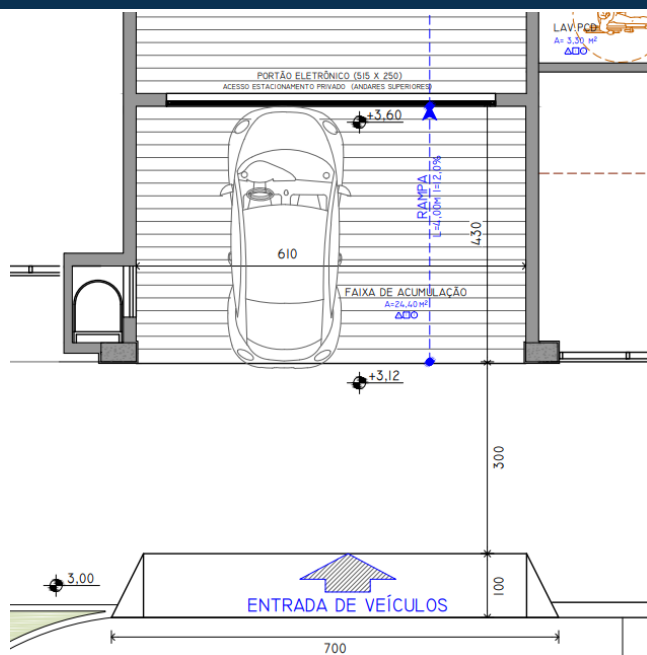 LAV.PCD
A= 3,30 M²
PORTÃO ELETRÔNICO (515 X 250)
ACESSO ESTACIONAMENTO PRIVADO (ANDARES SUPERIORES)
+3,60
RAMPA
L=4,00M I=12,0%
430
610
FAIXA DE ACUMULAÇÃO
A=24,40 M²
+3,12
300
3,00
100
ENTRADA DE VEÍCULOS
700